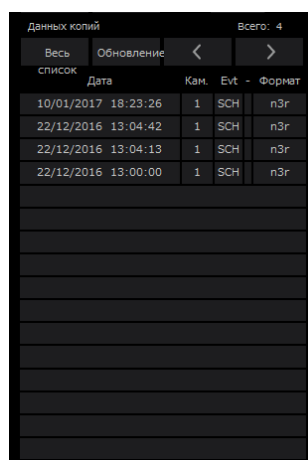 Данных копий Всего: 4
Весь список Обновление < >
Дата Кам. Evt - Формат
10/01/2017 18:23:26 1 SCH n3r
22/12/2016 13:04:42 1 SCH n3r
22/12/2016 13:04:13 1 SCH n3r
22/12/2016 13:00:00 1 SCH n3r